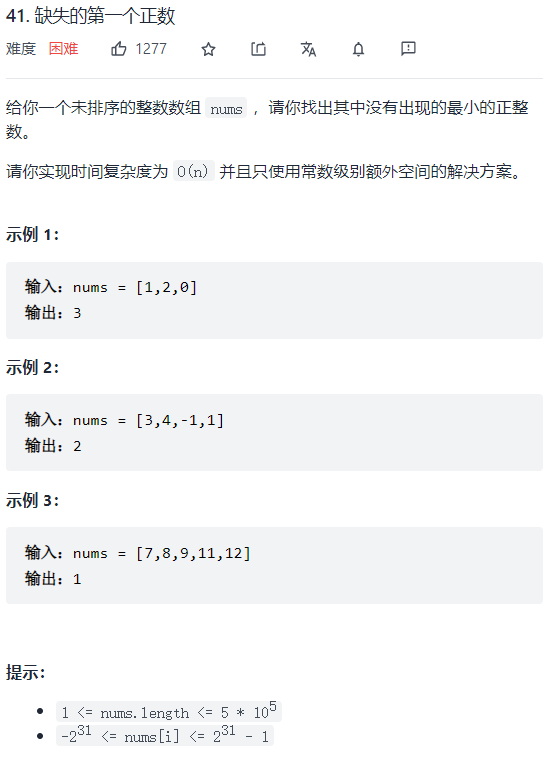 41. 缺失的第一个正数
难度 困难 1277
给你一个未排序的整数数组 nums ，请你找出其中没有出现的最小的正整
数。
请你实现时间复杂度为 O(n) 并且只使用常数级别额外空间的解决方案。
示例 1：
输入：nums = [1,2,0]
输出：3
示例 2：
输入：nums = [3,4,-1,1]
输出：2
示例 3：
输入：nums = [7,8,9,11,12]
输出：1
提示：
• 1 <= nums.length <= 5 * 10⁵
• -2³¹ <= nums[i] <= 2³¹ - 1